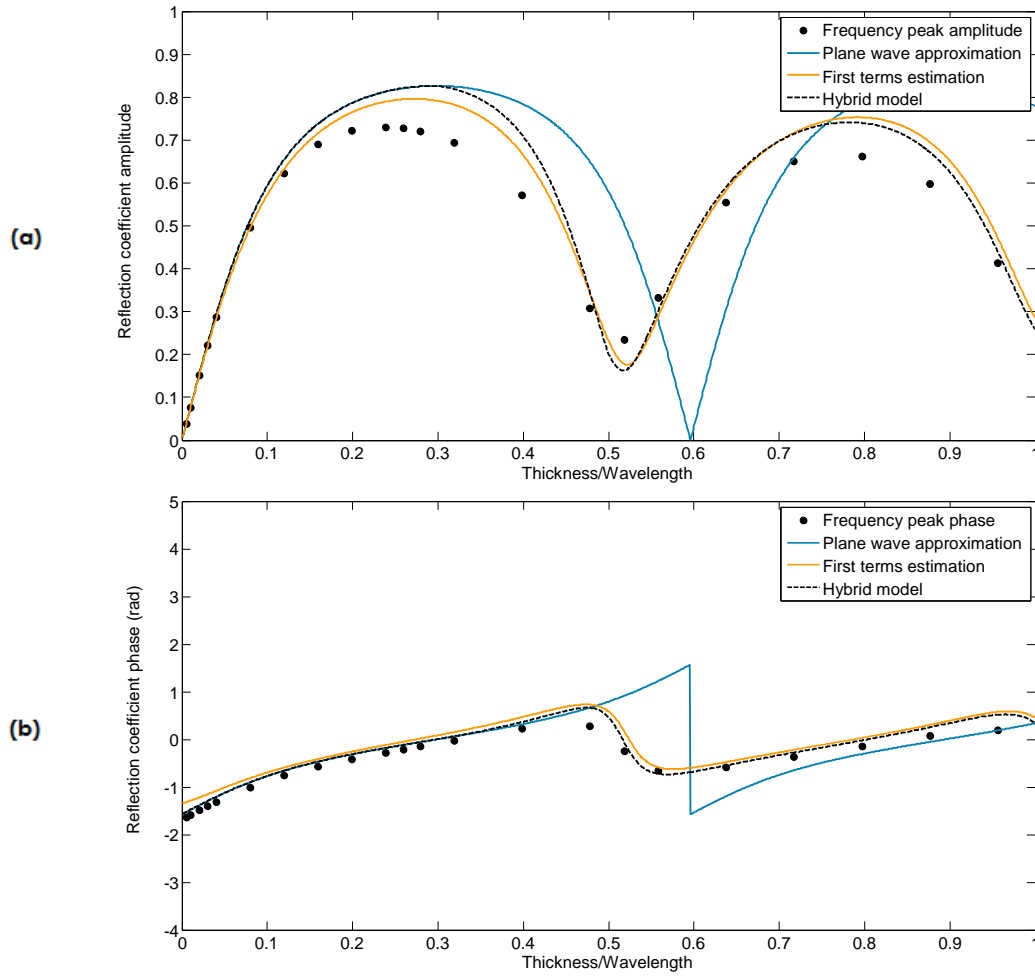 (a)
Reflection coefficient amplitude
1
0.9
0.8
0.7
0.6
0.5
0.4
0.3
0.2
0.1
0
Frequency peak amplitude
Plane wave approximation
First terms estimation
Hybrid model
0 0.1 0.2 0.3 0.4 0.5 0.6 0.7 0.8 0.9 1
Thickness/Wavelength
(b)
Reflection coefficient phase (rad)
5
4
3
2
1
0
-1
-2
-3
-4
Frequency peak phase
Plane wave approximation
First terms estimation
Hybrid model
0 0.1 0.2 0.3 0.4 0.5 0.6 0.7 0.8 0.9 1
Thickness/Wavelength